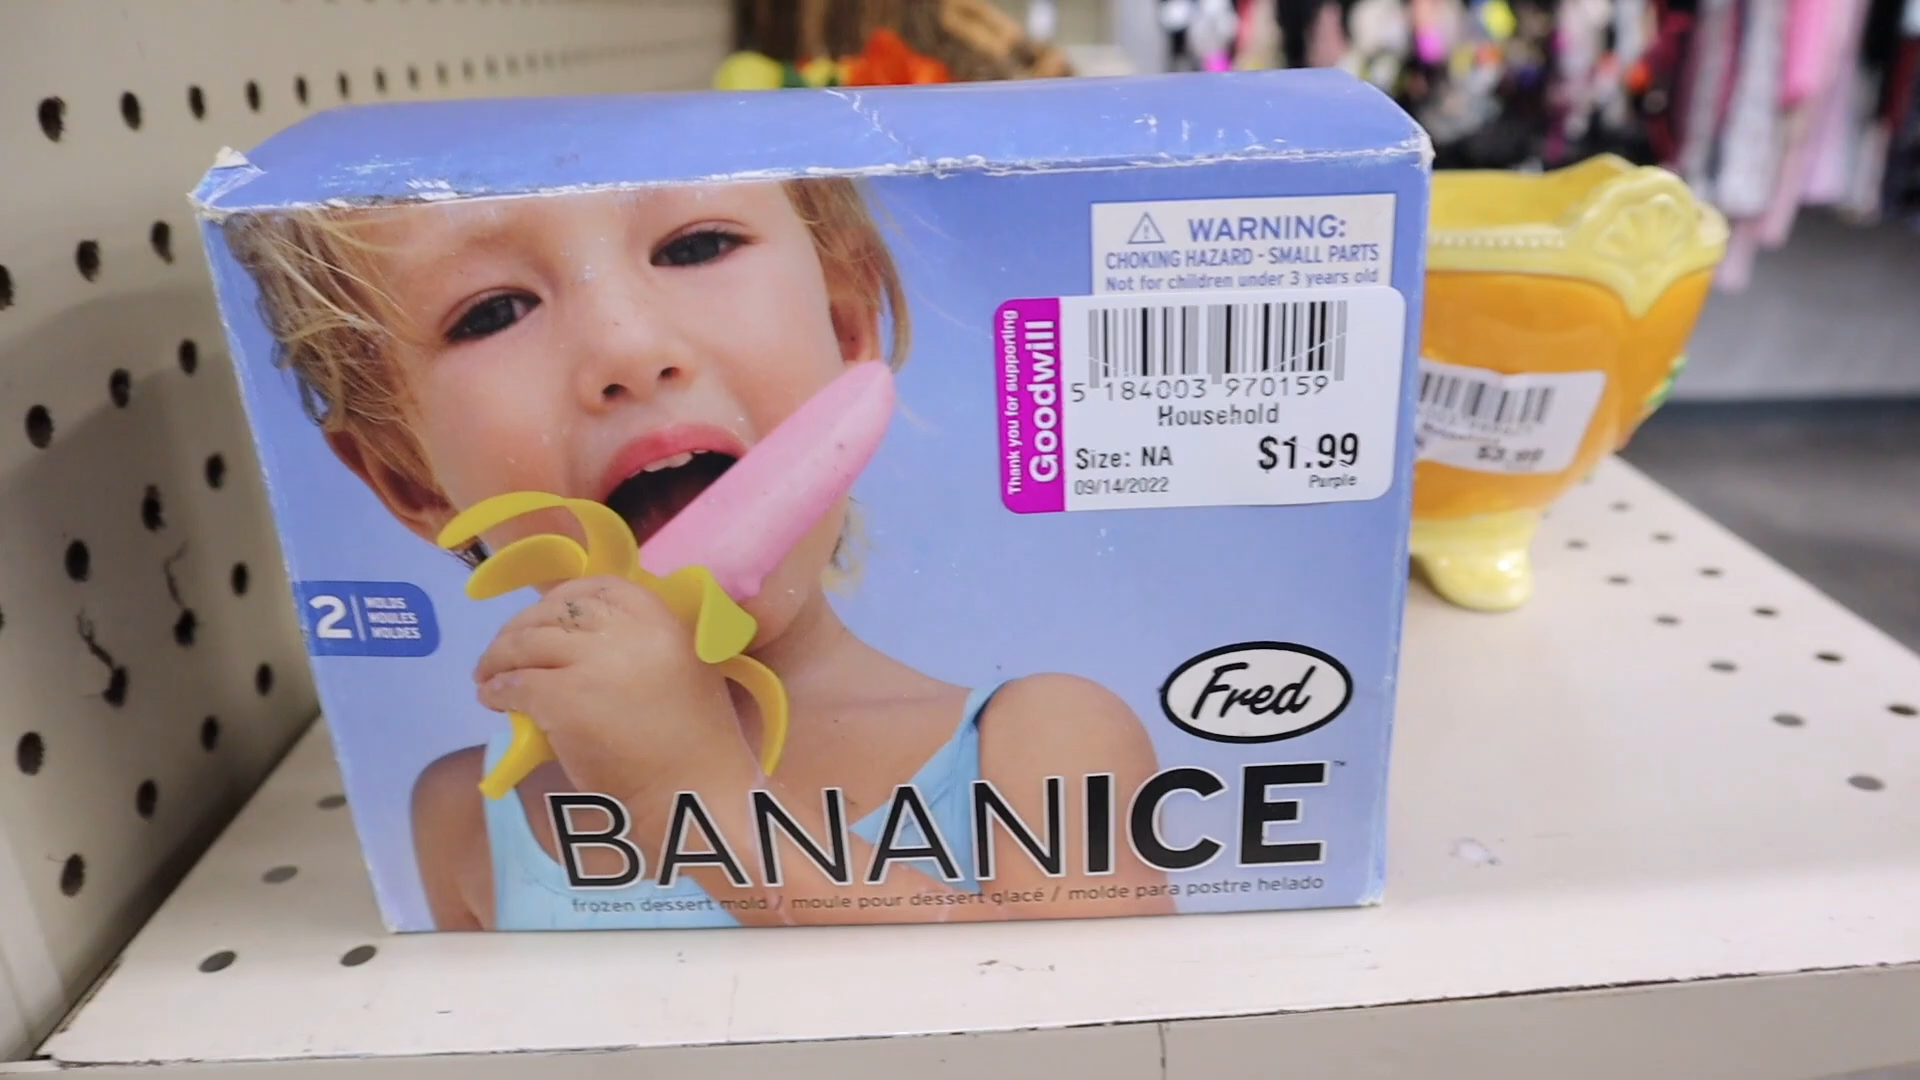 WARNING:
CHOKING HAZARD - SMALL PARTS
Not for children under 3 years old
Thank you for supporting
Goodwill
5 184003 970159
Household
Size: NA
$1.99
09/14/2022
Purple
2
MOLDS
MOULES
MOLDES
Fred
BANANICE™
frozen dessert mold / moule pour dessert glacé / molde para postre helado